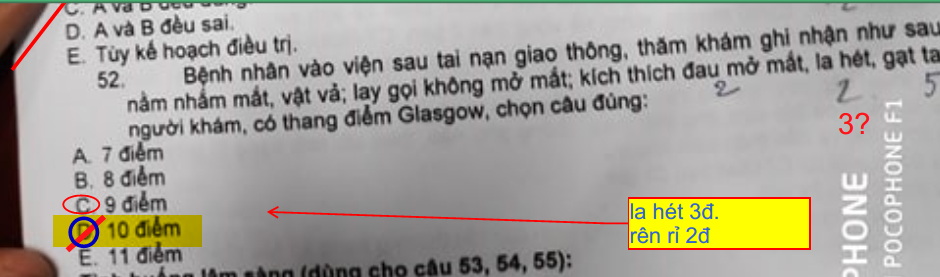 C. A và B đều
D. A và B đều sai.
E. Tùy kế hoạch điều trị.
52. Bệnh nhân vào viện sau tai nạn giao thông, thăm khám ghi nhận như sau
nằm nhắm mắt, vật vả; lay gọi không mở mắt; kích thích đau mở mắt, la hét, gạt ta
người khám, có thang điểm Glasgow, chọn câu đúng:
2 2 5
3?
A. 7 điểm
B. 8 điểm
C. 9 điểm
D. 10 điểm
E. 11 điểm
la hét 3đ.
rên rỉ 2đ
PHONE
POCOPHONE F1
lâm sàng (dùng cho câu 53, 54, 55):